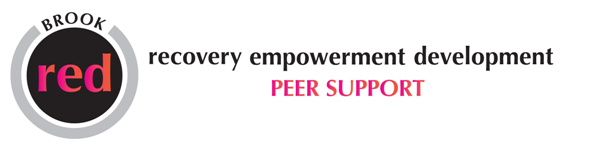 BROOK
red
recovery empowerment development
PEER SUPPORT